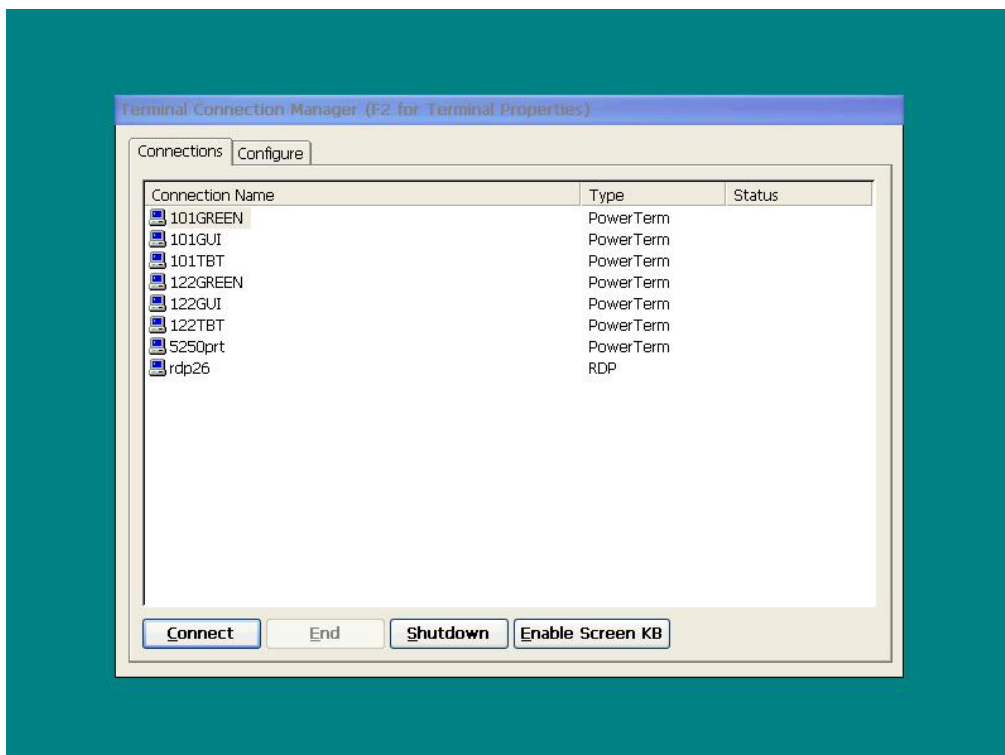 Terminal Connection Manager (F2 for Terminal Properties)
Connections Configure
Connection Name Type Status
101GREEN PowerTerm
101GUI PowerTerm
101TBT PowerTerm
122GREEN PowerTerm
122GUI PowerTerm
122TBT PowerTerm
5250prt PowerTerm
rdp26 RDP
Connect End Shutdown Enable Screen KB